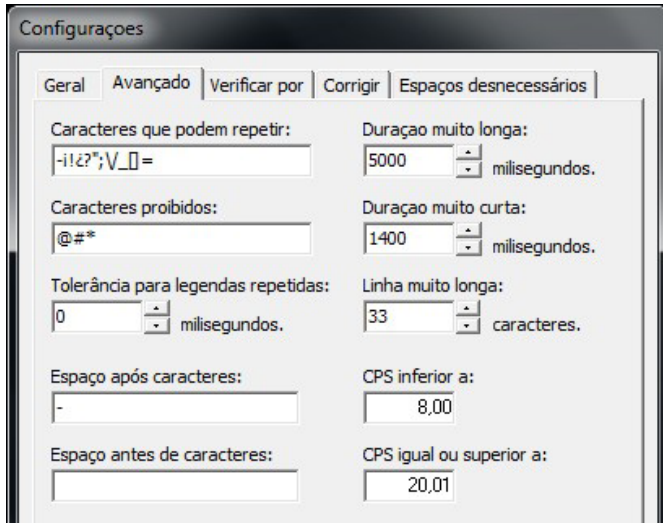 Configuraçoes
Geral Avançado Verificar por Corrigir Espaços desnecessários
Caracteres que podem repetir:
-i!¿?";\/_[]=
Duraçao muito longa:
5000 milisegundos.
Caracteres proibidos:
@#*
Duraçao muito curta:
1400 milisegundos.
Tolerância para legendas repetidas:
0 milisegundos.
Linha muito longa:
33 caracteres.
Espaço após caracteres:
-
CPS inferior a:
8,00
Espaço antes de caracteres:
CPS igual ou superior a:
20,01